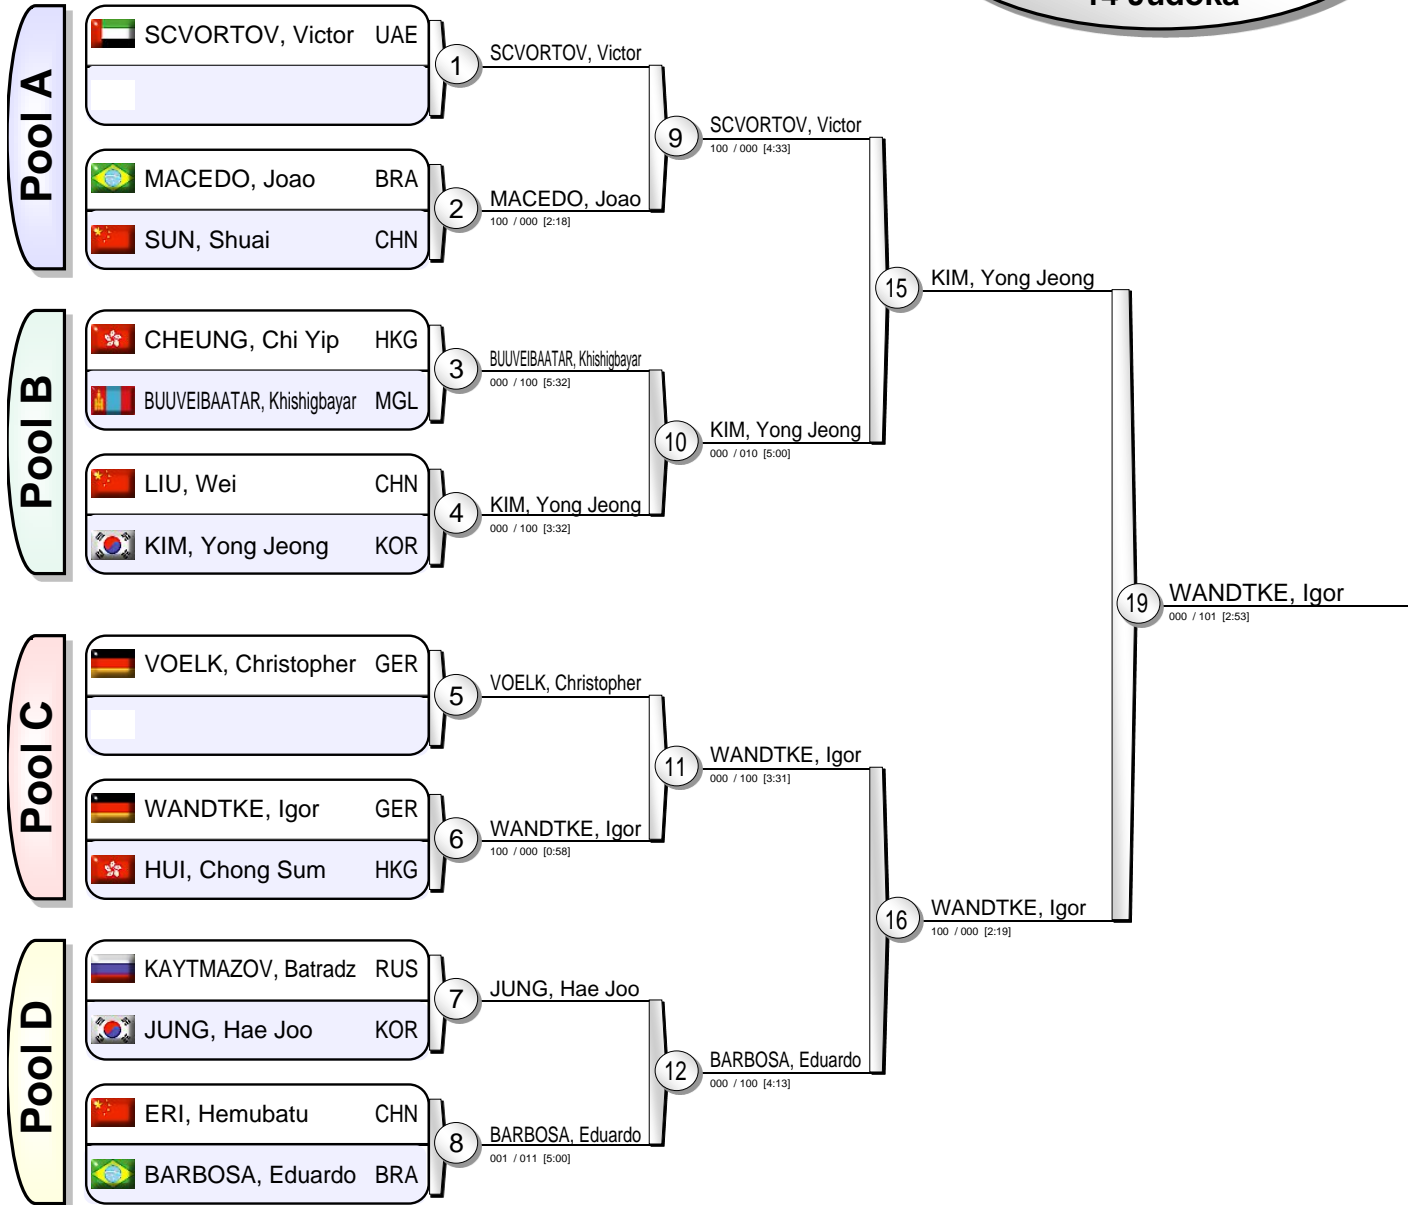 14 Judoka
Pool A
SCVORTOV, Victor UAE
1
SCVORTOV, Victor
MACEDO, Joao BRA
SUN, Shuai CHN
2
MACEDO, Joao
100 / 000 [2:18]
9
SCVORTOV, Victor
100 / 000 [4:33]
Pool B
CHEUNG, Chi Yip HKG
BUUVEIBAATAR, Khishigbayar MGL
3
BUUVEIBAATAR, Khishigbayar
000 / 100 [5:32]
LIU, Wei CHN
KIM, Yong Jeong KOR
4
KIM, Yong Jeong
000 / 100 [3:32]
10
KIM, Yong Jeong
000 / 010 [5:00]
15
KIM, Yong Jeong
Pool C
VOELK, Christopher GER
5
VOELK, Christopher
WANDTKE, Igor GER
HUI, Chong Sum HKG
6
WANDTKE, Igor
100 / 000 [0:58]
11
WANDTKE, Igor
000 / 100 [3:31]
Pool D
KAYTMAZOV, Batradz RUS
JUNG, Hae Joo KOR
7
JUNG, Hae Joo
ERI, Hemubatu CHN
BARBOSA, Eduardo BRA
8
BARBOSA, Eduardo
001 / 011 [5:00]
12
BARBOSA, Eduardo
000 / 100 [4:13]
16
WANDTKE, Igor
100 / 000 [2:19]
19
WANDTKE, Igor
000 / 101 [2:53]